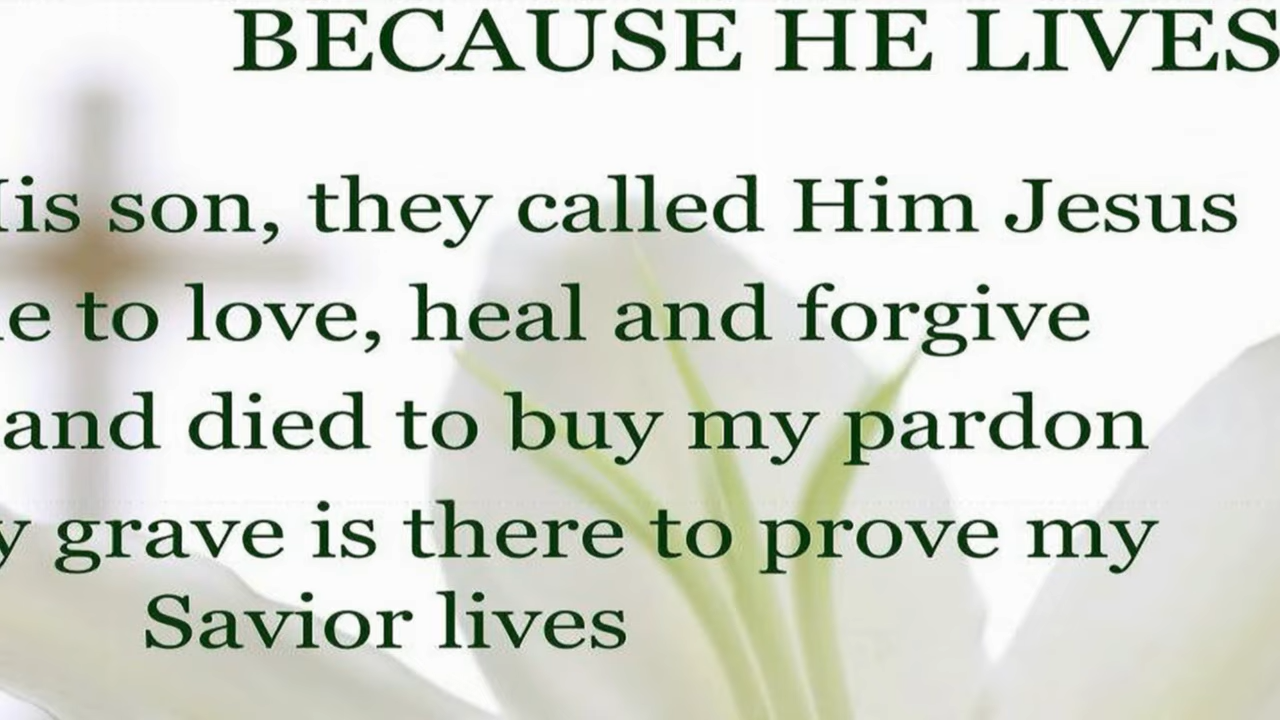 BECAUSE HE LIVES
His son, they called Him Jesus
to love, heal and forgive
and died to buy my pardon
grave is there to prove my
Savior lives